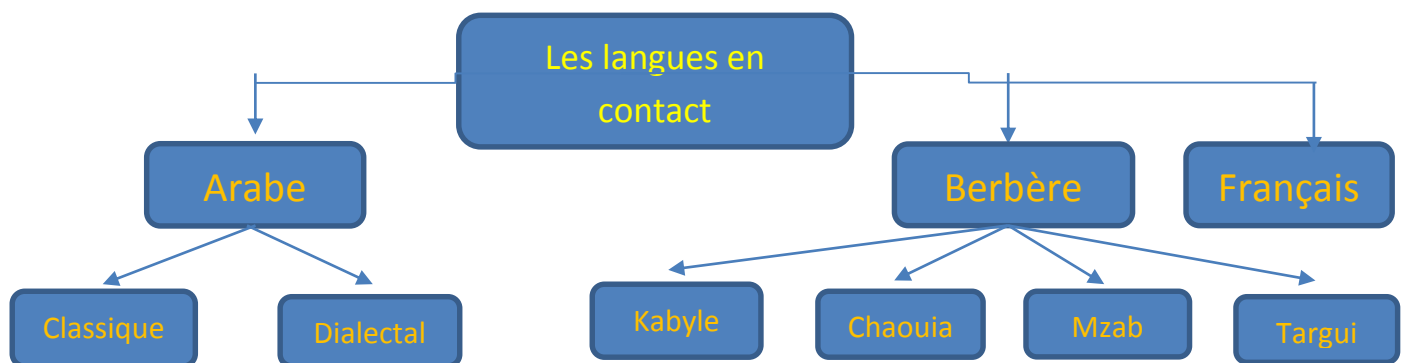 Les langues en
contact
Arabe
Berbère
Français
Classique
Dialectal
Kabyle
Chaouia
Mzab
Targui